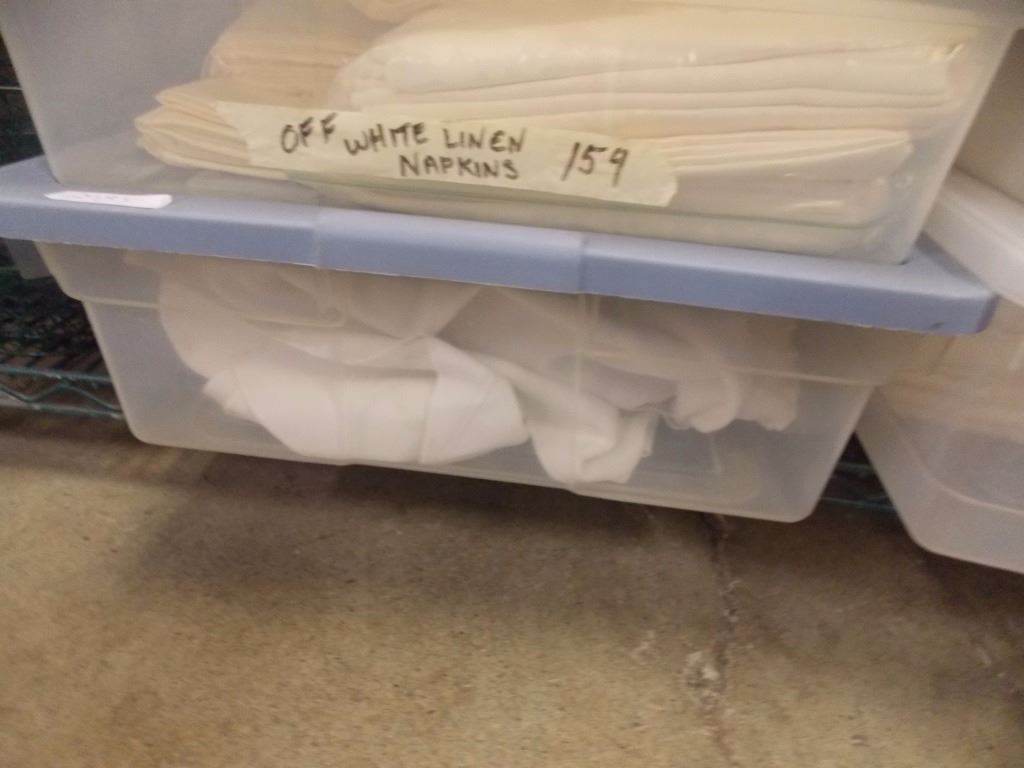 OFF WHITE LINEN 159
NAPKINS